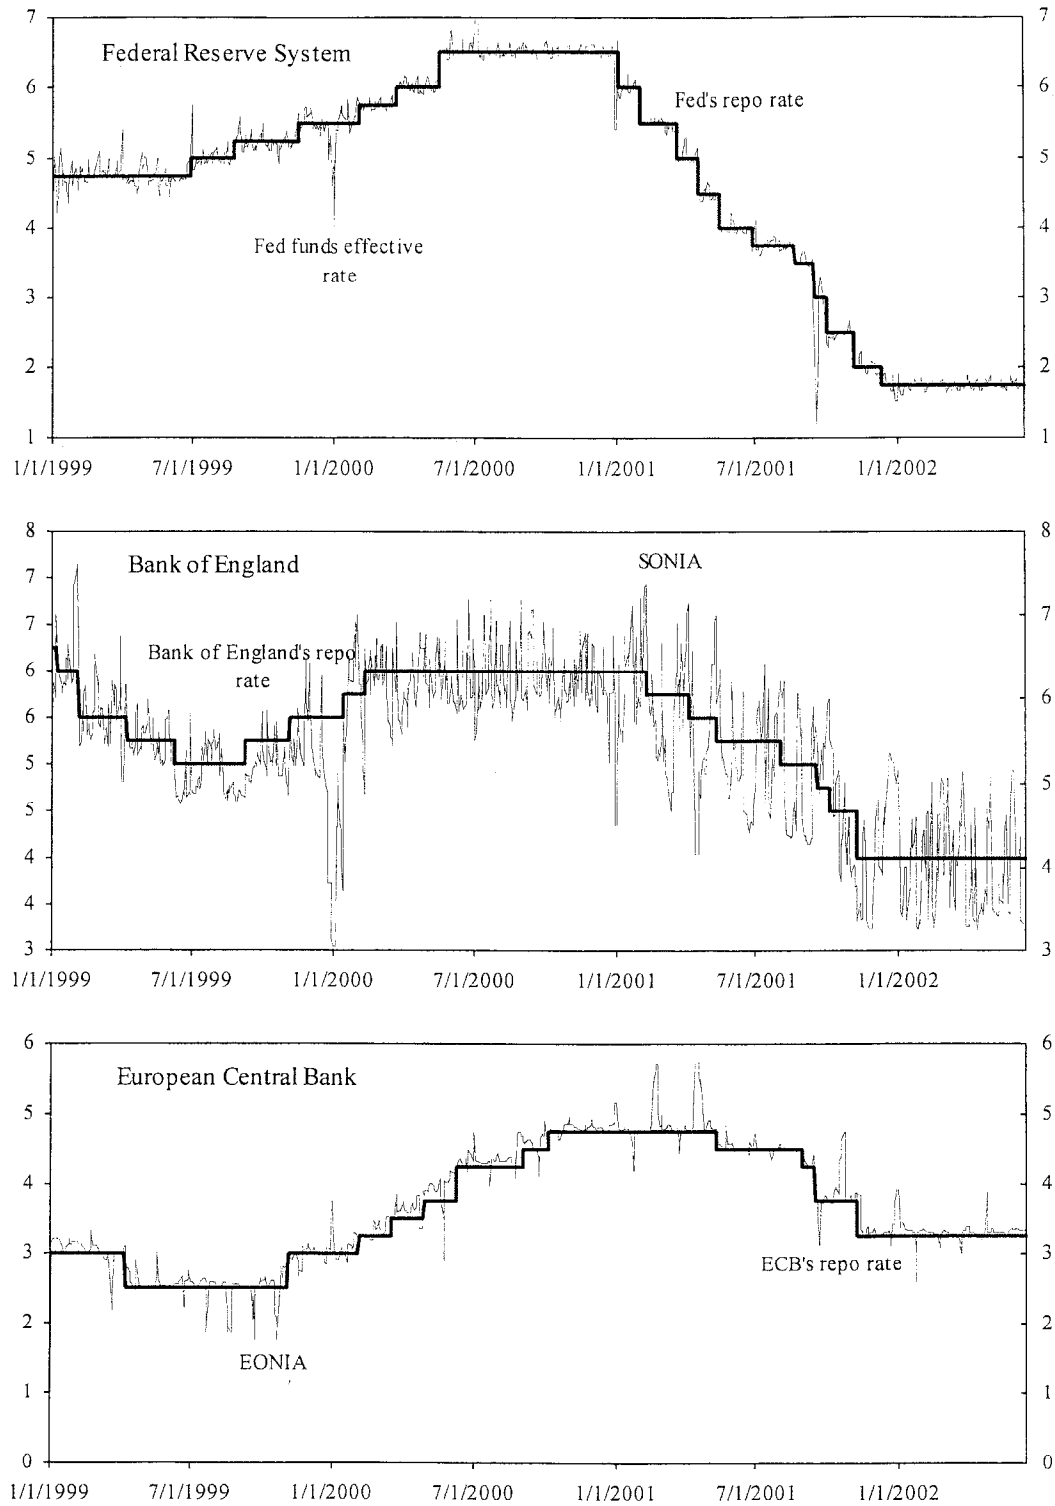 7 7
Federal Reserve System
6 6
Fed's repo rate
5 5
4 4
Fed funds effective
rate
3 3
2 2
1 1
1/1/1999 7/1/1999 1/1/2000 7/1/2000 1/1/2001 7/1/2001 1/1/2002
8 8
Bank of England SONIA
7
7 7
Bank of England's repo
rate
6
6 6
5
5 5
4 4
4
3 3
1/1/1999 7/1/1999 1/1/2000 7/1/2000 1/1/2001 7/1/2001 1/1/2002
6 6
European Central Bank
5 5
4 4
3 3
ECB's repo rate
2 2
EONIA
1 1
0 0
1/1/1999 7/1/1999 1/1/2000 7/1/2000 1/1/2001 7/1/2001 1/1/2002